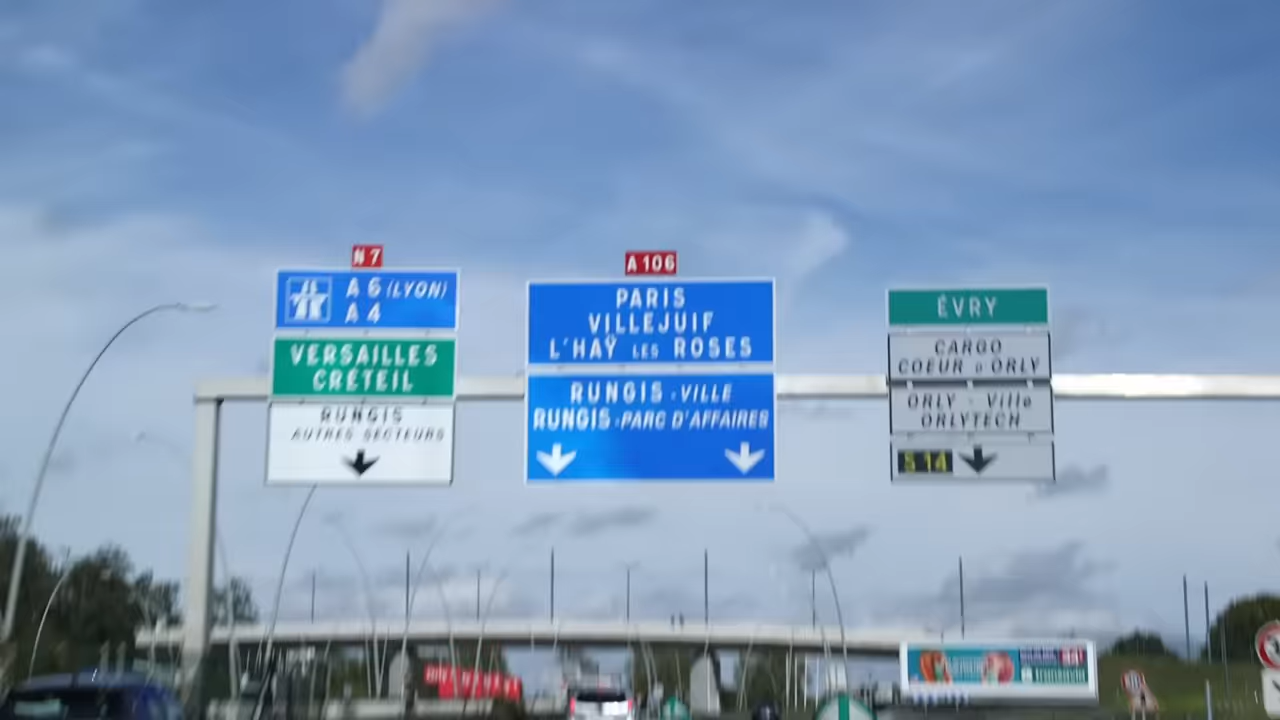 N 7
A 6 (LYON)
A 4
VERSAILLES
CRÉTEIL
RUNGIS
AUTRES SECTEURS
A 106
PARIS
VILLEJUIF
L'HAŸ LES ROSES
RUNGIS - VILLE
RUNGIS - PARC D'AFFAIRES
ÉVRY
CARGO
COEUR D'ORLY
ORLY - Ville
ORLYTECH
S 14